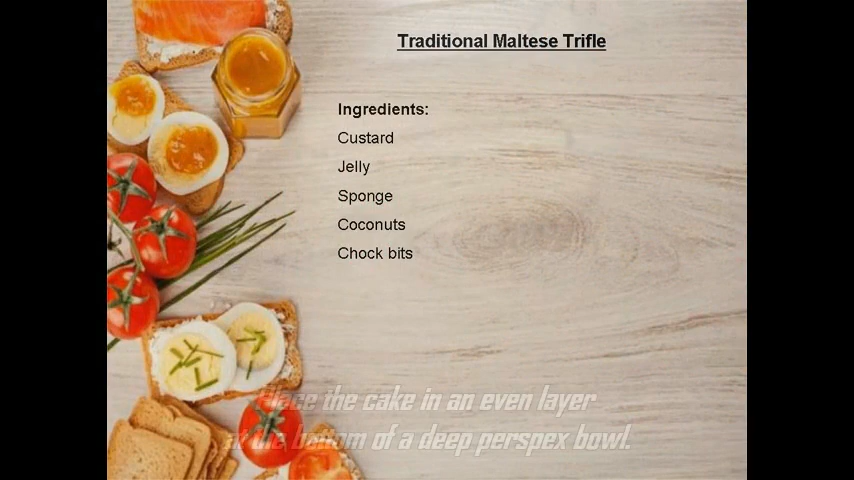 Traditional Maltese Trifle
Ingredients:
Custard
Jelly
Sponge
Coconuts
Chock bits
Place the cake in an even layer
at the bottom of a deep perspex bowl.